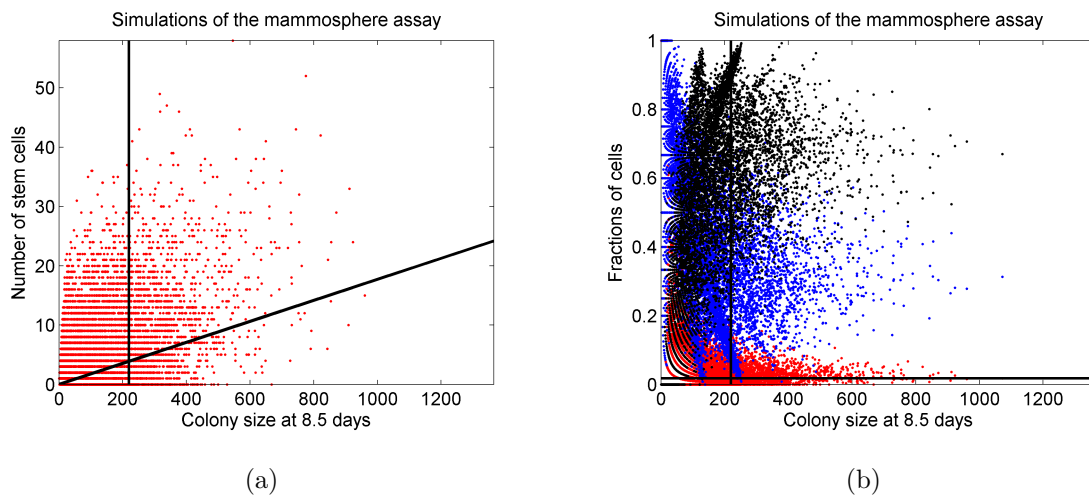 Simulations of the mammosphere assay
Number of stem cells
50
40
30
20
10
0
0 200 400 600 800 1000 1200
Colony size at 8.5 days
(a)
Simulations of the mammosphere assay
Fractions of cells
1
0.8
0.6
0.4
0.2
0
0 200 400 600 800 1000 1200
Colony size at 8.5 days
(b)